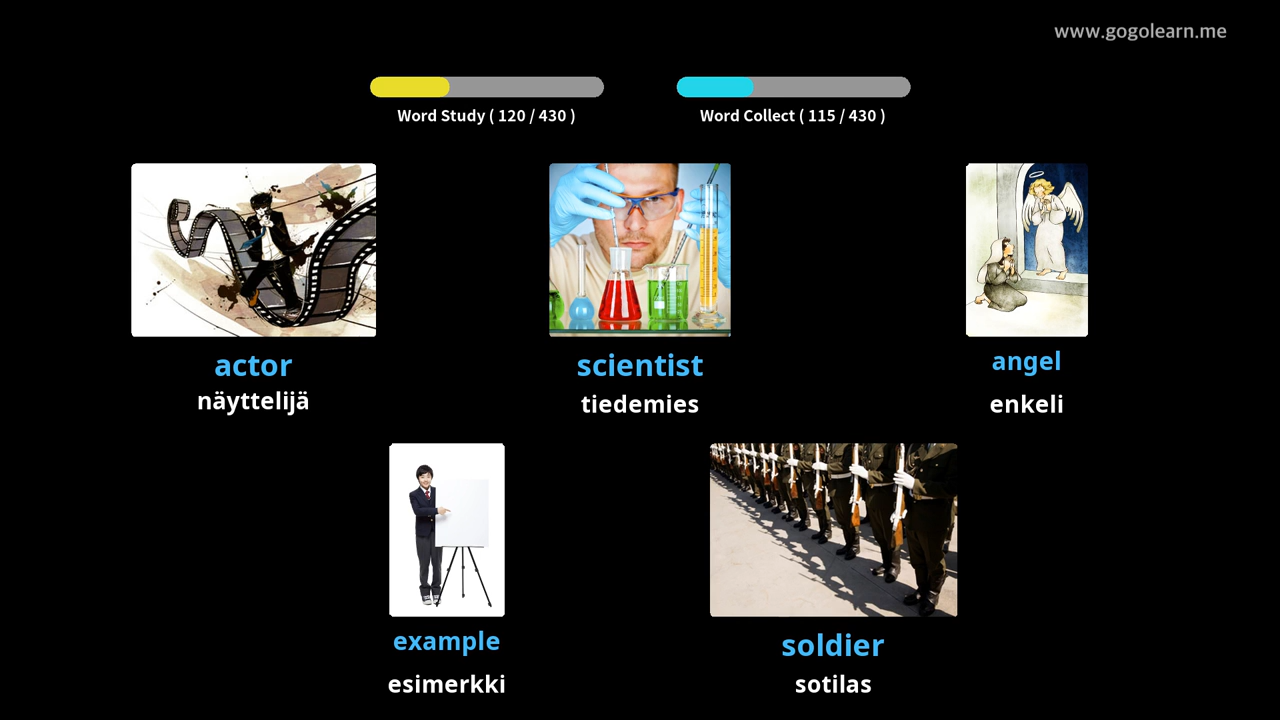 www.gogolearn.me
Word Study ( 120 / 430 )
Word Collect ( 115 / 430 )
actor
näyttelijä
scientist
tiedemies
angel
enkeli
example
esimerkki
soldier
sotilas